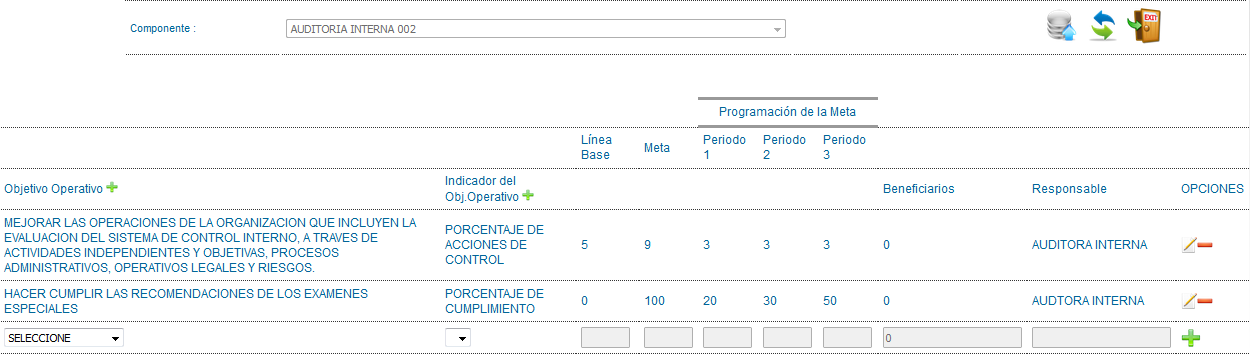 Componente :
AUDITORIA INTERNA 002
EXIT
Programación de la Meta
Línea
Base
Meta
Periodo
1
Periodo
2
Periodo
3
Objetivo Operativo
Indicador del
Obj.Operativo
Beneficiarios
Responsable
OPCIONES
MEJORAR LAS OPERACIONES DE LA ORGANIZACION QUE INCLUYEN LA
EVALUACION DEL SISTEMA DE CONTROL INTERNO, A TRAVES DE
ACTIVIDADES INDEPENDIENTES Y OBJETIVAS, PROCESOS
ADMINISTRATIVOS, OPERATIVOS LEGALES Y RIESGOS.
PORCENTAJE DE
ACCIONES DE
CONTROL
5
9
3
3
3
0
AUDITORA INTERNA
HACER CUMPLIR LAS RECOMENDACIONES DE LOS EXAMENES
ESPECIALES
PORCENTAJE DE
CUMPLIMIENTO
0
100
20
30
50
0
AUDTORA INTERNA
SELECCIONE
0